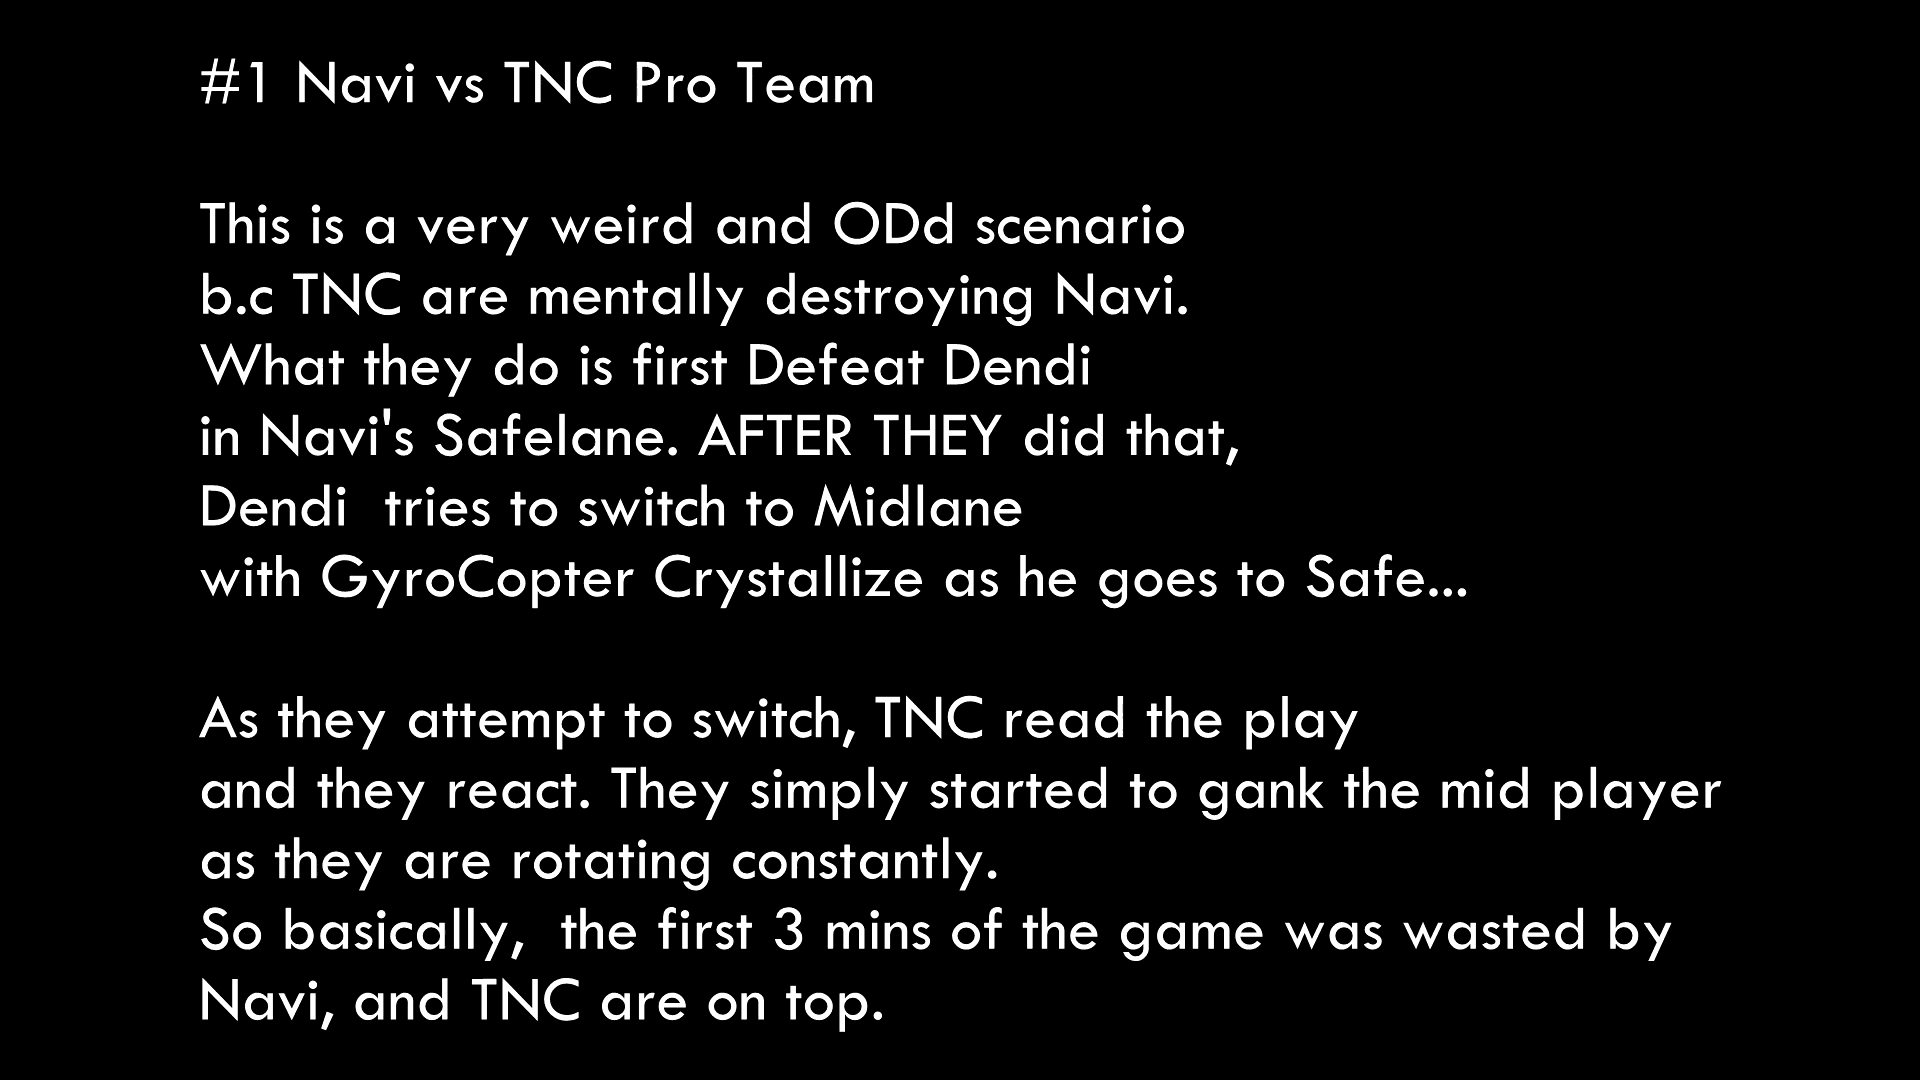 #1 Navi vs TNC Pro Team
This is a very weird and ODd scenario
b.c TNC are mentally destroying Navi.
What they do is first Defeat Dendi
in Navi's Safelane. AFTER THEY did that,
Dendi  tries to switch to Midlane
with GyroCopter Crystallize as he goes to Safe...
As they attempt to switch, TNC read the play
and they react. They simply started to gank the mid player
as they are rotating constantly.
So basically,  the first 3 mins of the game was wasted by
Navi, and TNC are on top.